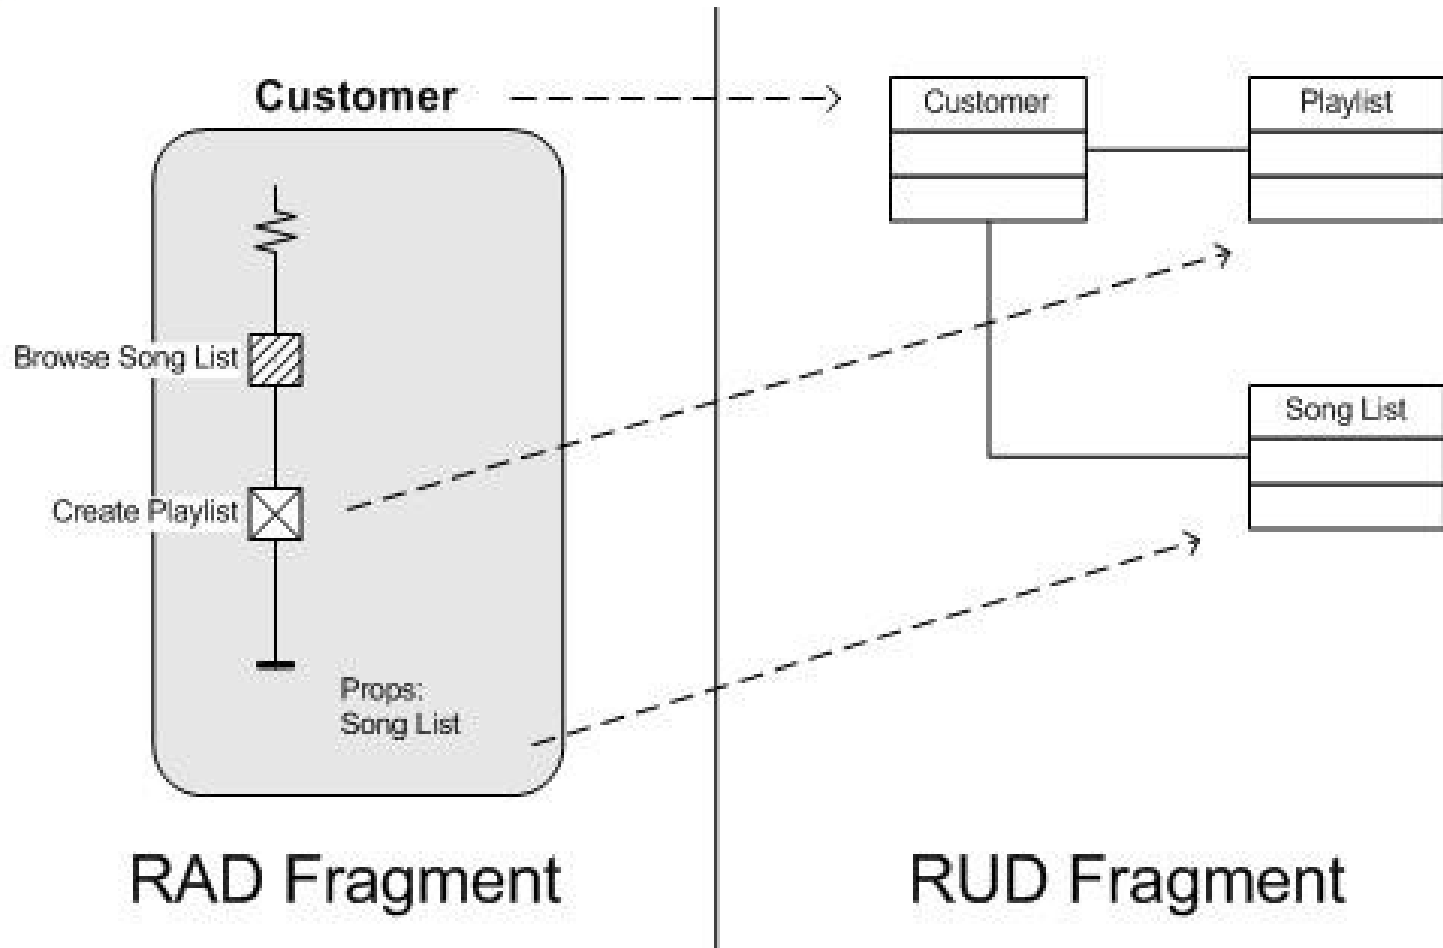 Customer
Browse Song List
Create Playlist
Props:
Song List
RAD Fragment
Customer
Playlist
Song List
RUD Fragment